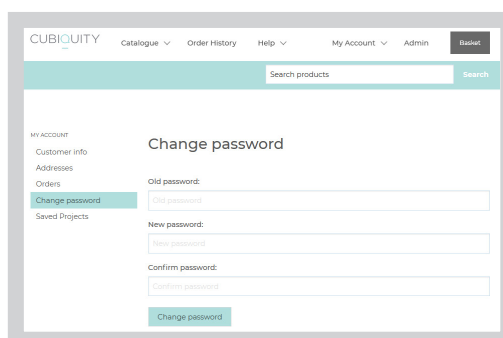 CUBIQUITY
Catalogue Order History Help My Account Admin Basket
Search products Search
MY ACCOUNT
Customer info
Addresses
Orders
Change password
Saved Projects
Change password
Old password:
Old password
New password:
New password
Confirm password:
Confirm password
Change password